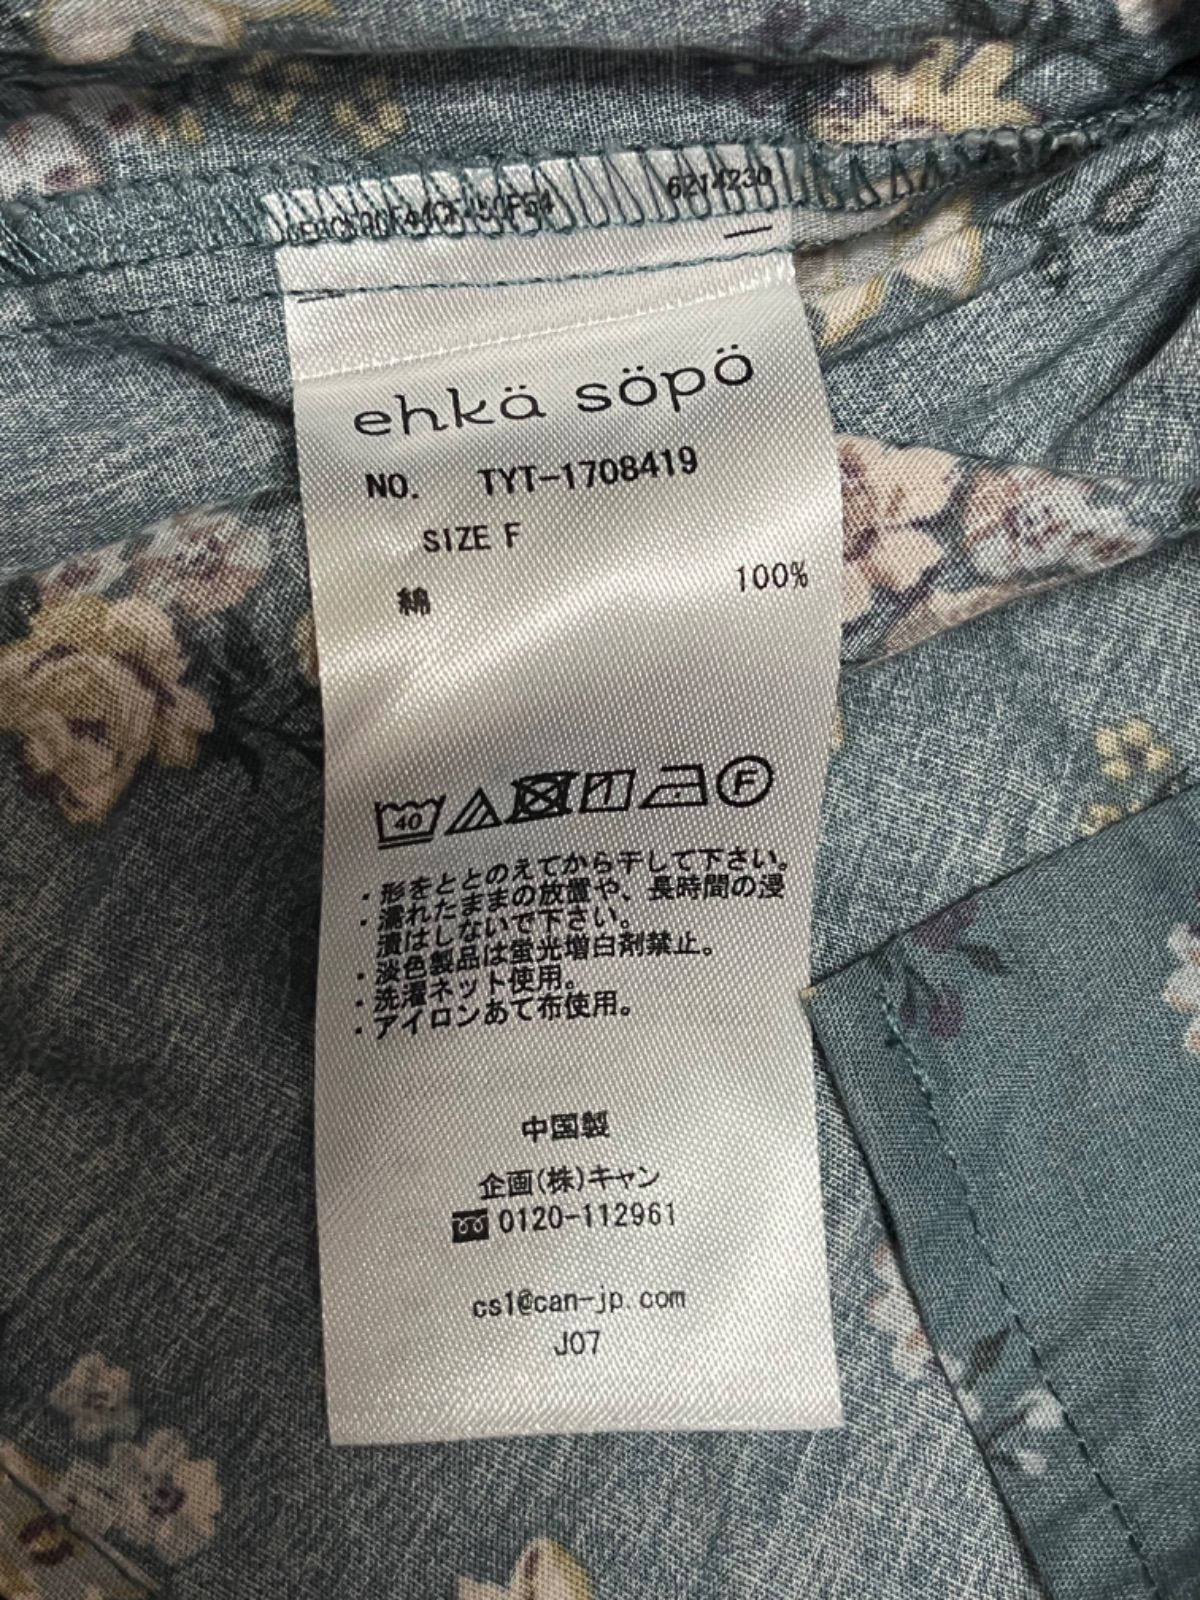 6214230
ehkä söpö
NO. TYT-1708419
SIZE F
綿 100%
40
F
・形をととのえてから干して下さい。
・濡れたままの放置や、長時間の浸
漬はしないで下さい。
・淡色製品は蛍光増白剤禁止。
・洗濯ネット使用。
・アイロンあて布使用。
中国製
企画(株)キャン
0120-112961
cs1@can-jp.com
J07